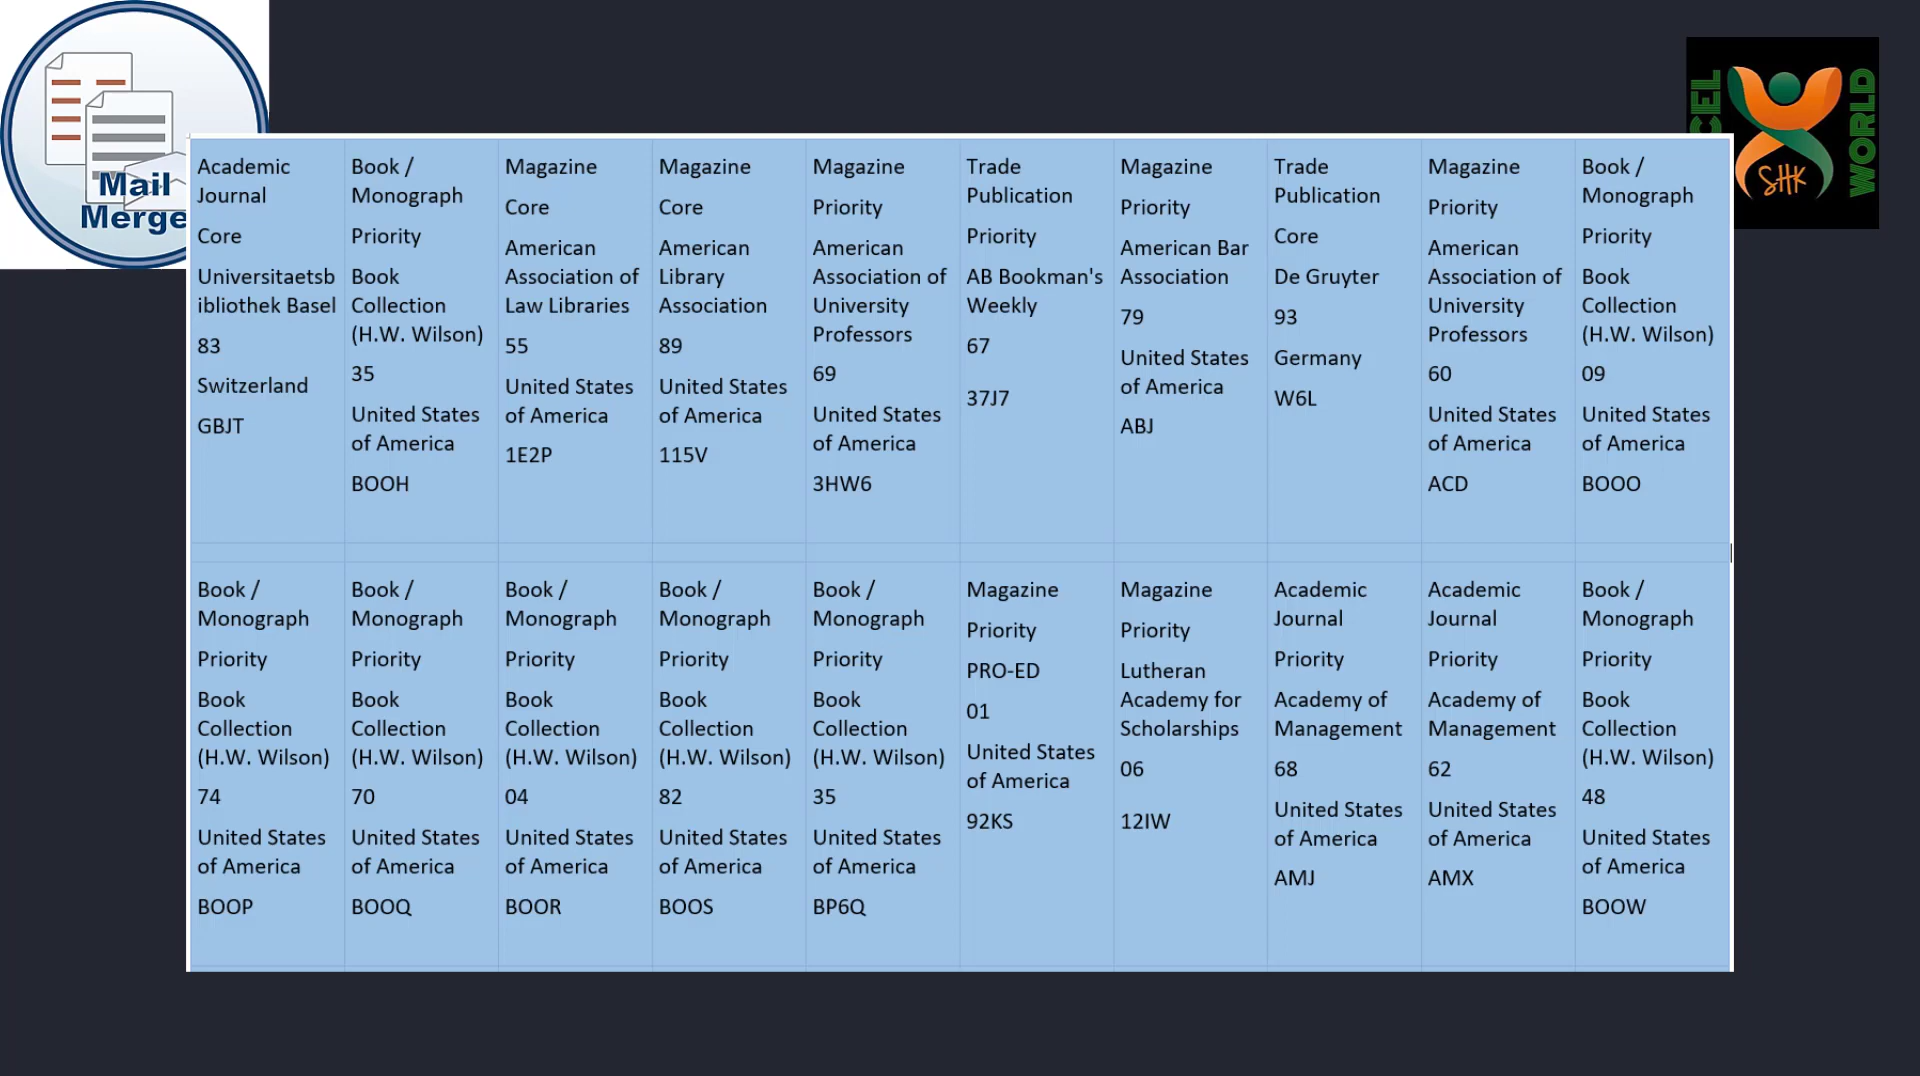 Mail
Merge
CEL
SHK
WORLD
Academic
Journal
Core
Universitaetsb
ibliothek Basel
83
Switzerland
GBJT
Book /
Monograph
Priority
Book
Collection
(H.W. Wilson)
35
United States
of America
BOOH
Magazine
Core
American
Association of
Law Libraries
55
United States
of America
1E2P
Magazine
Core
American
Library
Association
89
United States
of America
115V
Magazine
Priority
American
Association of
University
Professors
69
United States
of America
3HW6
Trade
Publication
Priority
AB Bookman's
Weekly
67
37J7
Magazine
Priority
American Bar
Association
79
United States
of America
ABJ
Trade
Publication
Core
De Gruyter
93
Germany
W6L
Magazine
Priority
American
Association of
University
Professors
60
United States
of America
ACD
Book /
Monograph
Priority
Book
Collection
(H.W. Wilson)
09
United States
of America
BOOO
Book /
Monograph
Priority
Book
Collection
(H.W. Wilson)
74
United States
of America
BOOP
Book /
Monograph
Priority
Book
Collection
(H.W. Wilson)
70
United States
of America
BOOQ
Book /
Monograph
Priority
Book
Collection
(H.W. Wilson)
04
United States
of America
BOOR
Book /
Monograph
Priority
Book
Collection
(H.W. Wilson)
82
United States
of America
BOOS
Book /
Monograph
Priority
Book
Collection
(H.W. Wilson)
35
United States
of America
BP6Q
Magazine
Priority
PRO-ED
01
United States
of America
92KS
Magazine
Priority
Lutheran
Academy for
Scholarships
06
12IW
Academic
Journal
Priority
Academy of
Management
68
United States
of America
AMJ
Academic
Journal
Priority
Academy of
Management
62
United States
of America
AMX
Book /
Monograph
Priority
Book
Collection
(H.W. Wilson)
48
United States
of America
BOOW